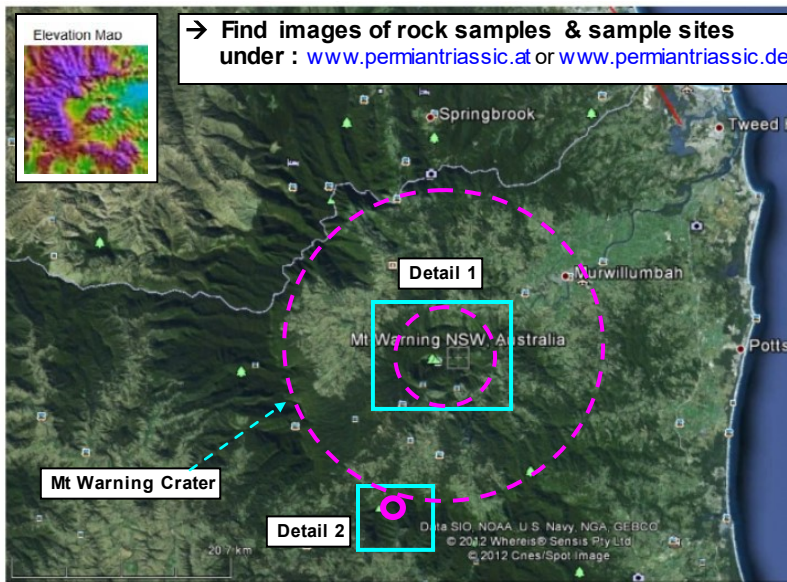 Elevation Map
→ Find images of rock samples & sample sites
under : www.permiantriassic.at or www.permiantriassic.de
Springbrook
Tweed
Detail 1
Murwillumbah
Mt Warning NSW, Australia
Potts
Mt Warning Crater
Detail 2
Data SIO, NOAA U.S. Navy, NGA, GEBCO
20.7 km
© 2012 Whereis® Sensis Pty Ltd
© 2012 Cnes/Spot Image